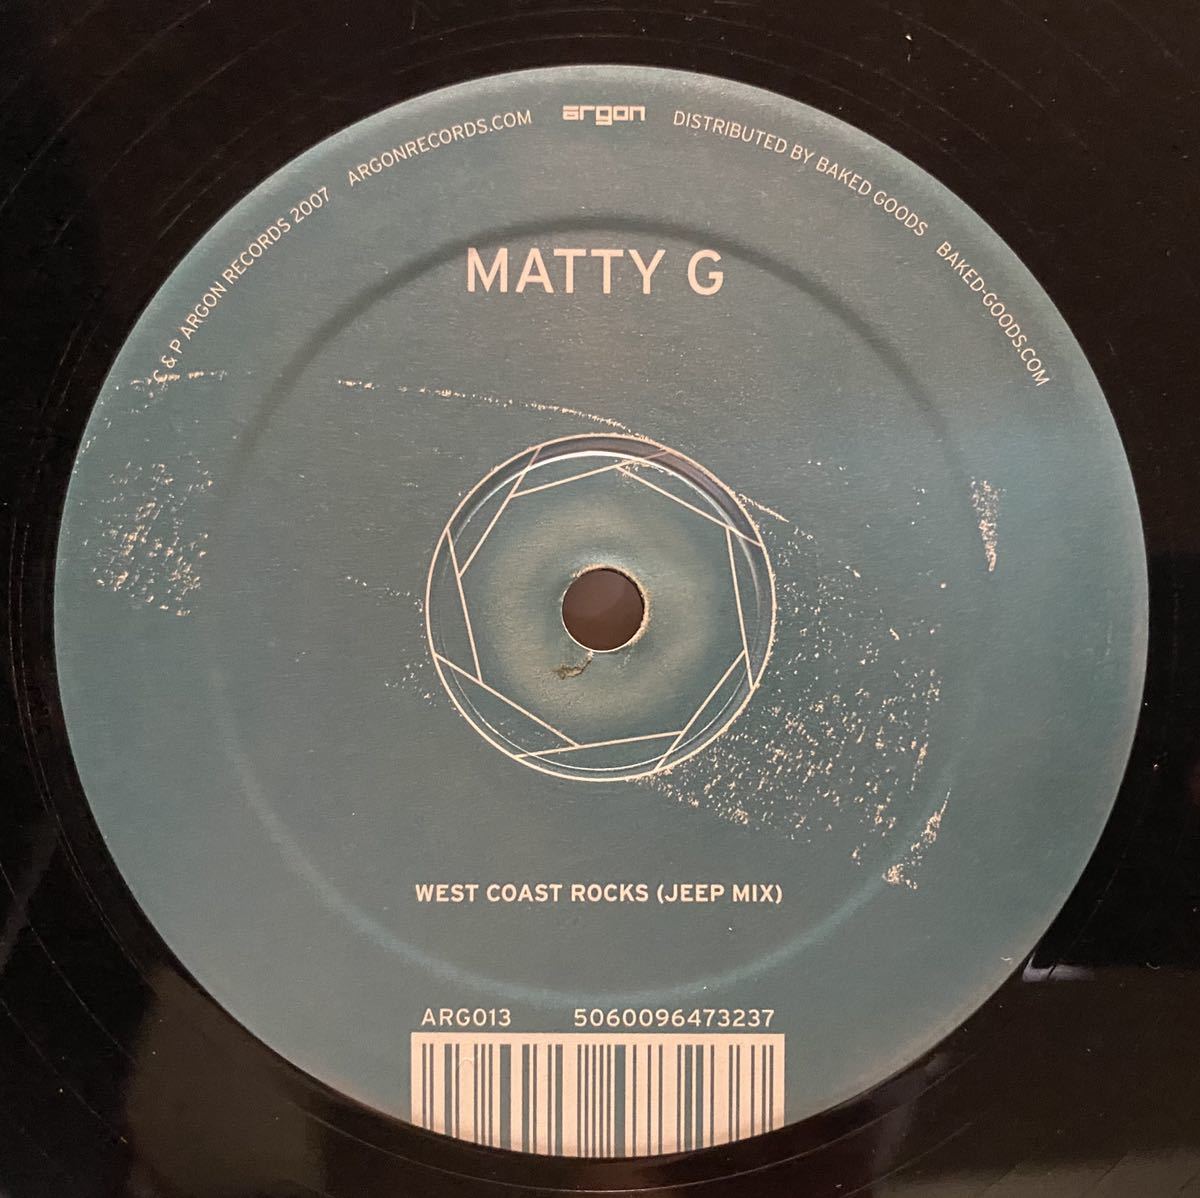 C & P ARGON RECORDS 2007 ARGONRECORDS.COM argon DISTRIBUTED BY BAKED GOODS BAKED-GOODS.COM
MATTY G
WEST COAST ROCKS (JEEP MIX)
ARG013 5060096473237